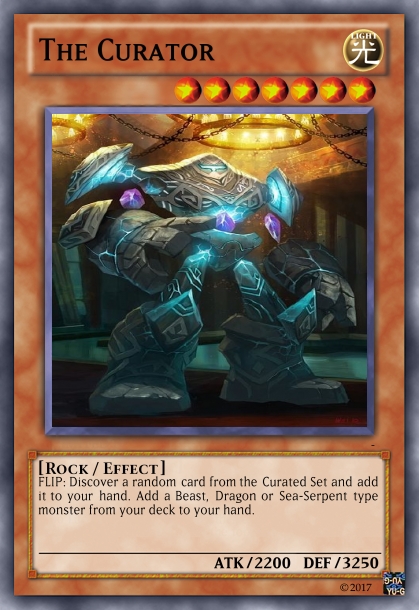 The Curator
LIGHT
光
[Rock / Effect]
FLIP: Discover a random card from the Curated Set and add
it to your hand. Add a Beast, Dragon or Sea-Serpent type
monster from your deck to your hand.
ATK / 2200 DEF / 3250
©2017